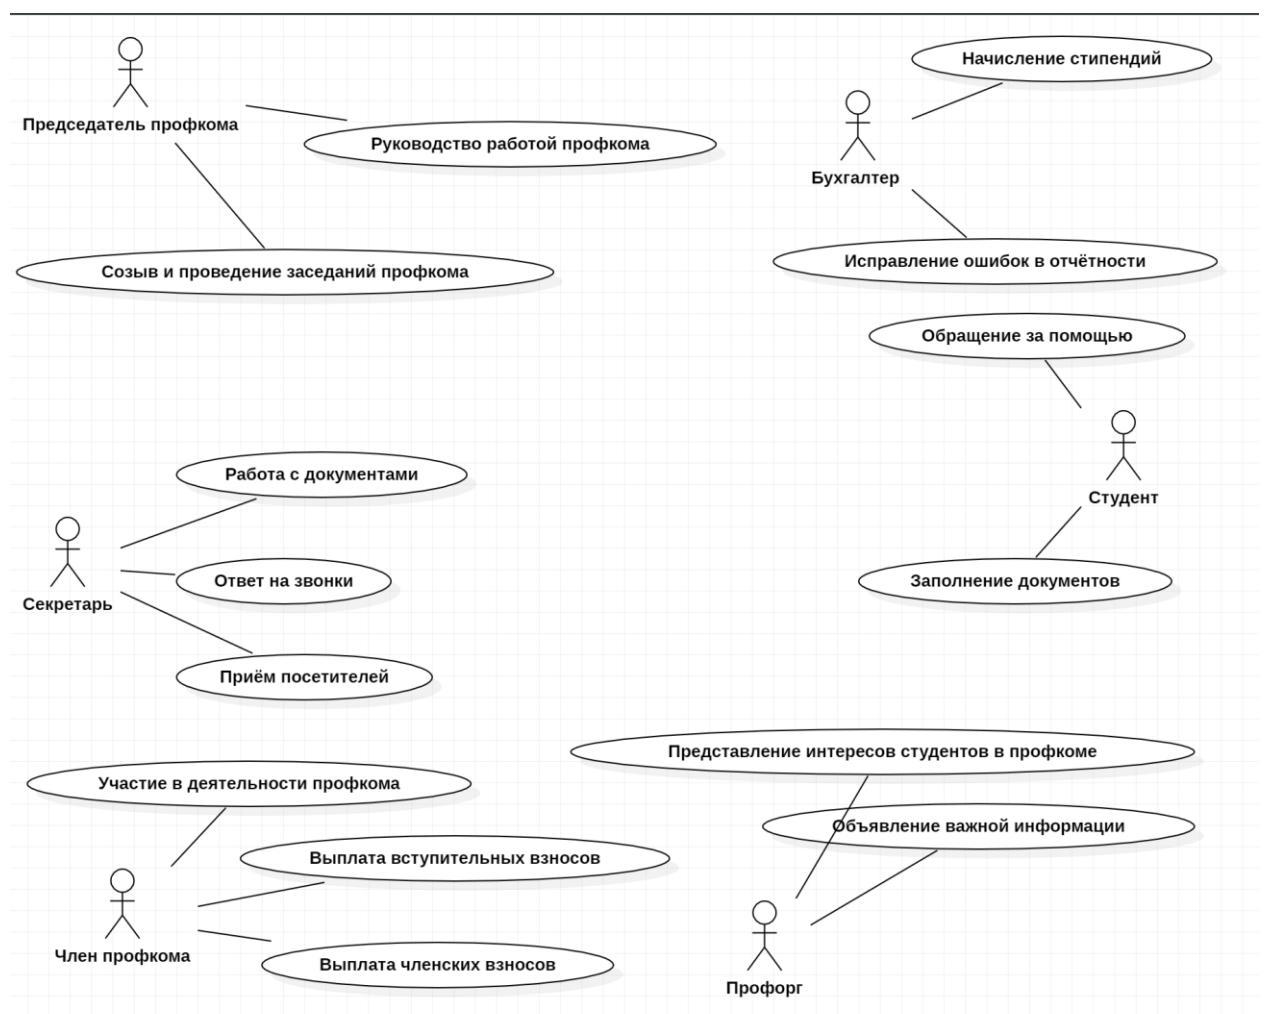 Начисление стипендий
Председатель профкома
Руководство работой профкома
Бухгалтер
Созыв и проведение заседаний профкома
Исправление ошибок в отчётности
Обращение за помощью
Работа с документами
Студент
Ответ на звонки
Заполнение документов
Секретарь
Приём посетителей
Представление интересов студентов в профкоме
Участие в деятельности профкома
Объявление важной информации
Выплата вступительных взносов
Член профкома
Выплата членских взносов
Профорг